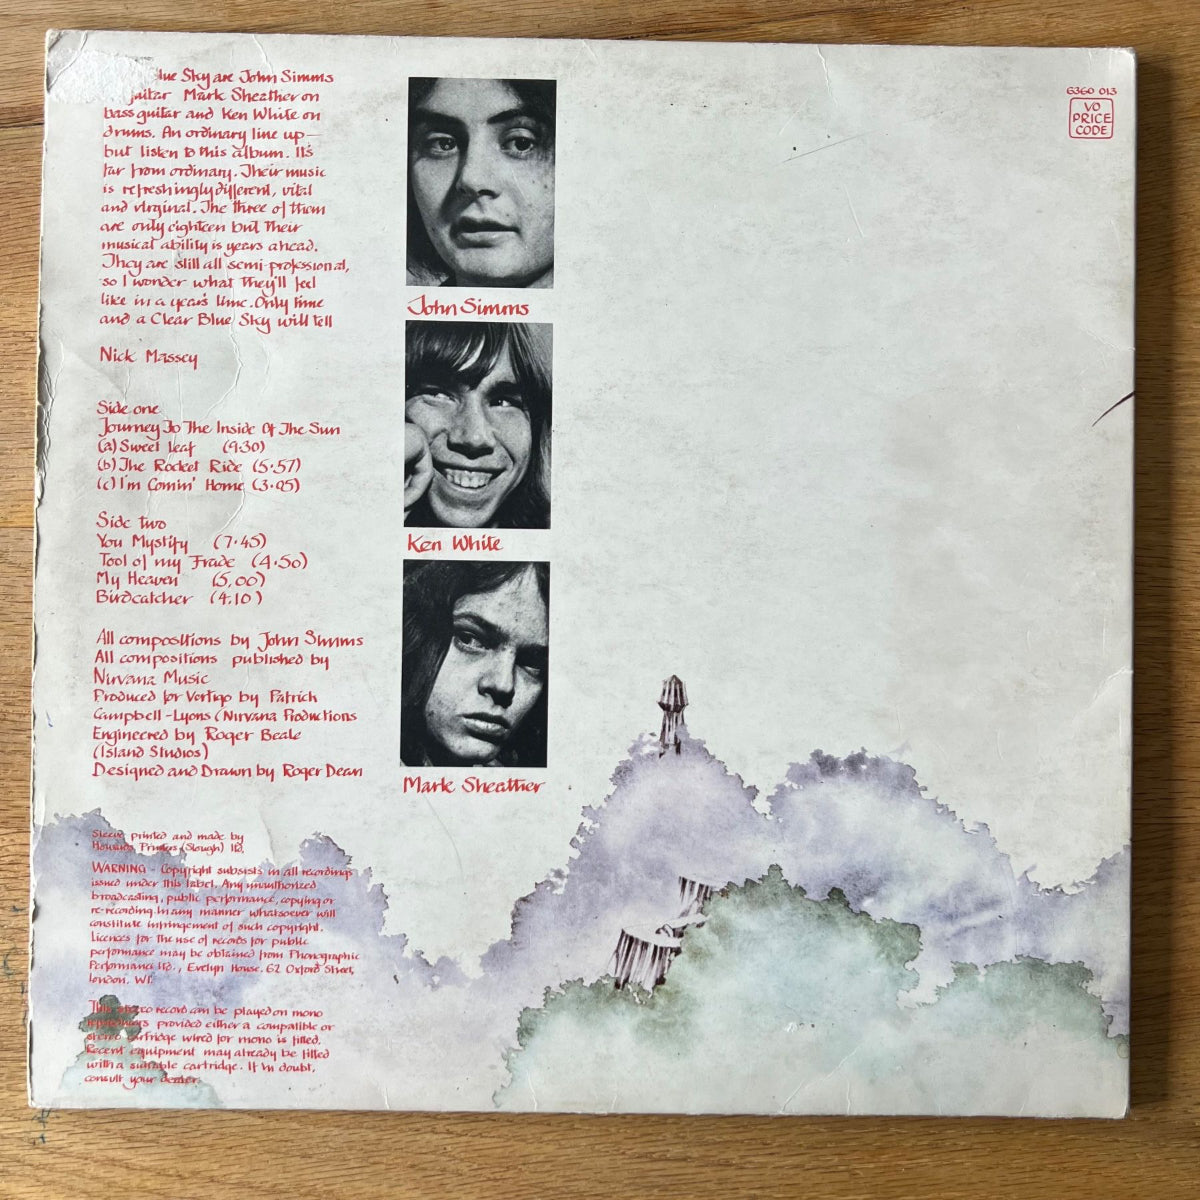 lue Sky are John Simms
guitar Mark Sheather on
bass guitar and Ken White on
drums. An ordinary line up—
but listen to this album. It's
far from ordinary. Their music
is refreshingly different, vital
and virginal. The three of them
are only eighteen but their
musical ability is years ahead.
They are still all semi-professional,
so I wonder what they'll feel
like in a year's time. Only time
and a Clear Blue Sky will tell
Nick Massey
Side one
Journey To The Inside Of The Sun
(a) Sweet Leaf (9·30)
(b) The Rocket Ride (5·57)
(c) I'm Comin' Home (3·05)
Side two
You Mystify (7·45)
Tool of my Trade (4·50)
My Heaven (5,00)
Birdcatcher (4:10)
All compositions by John Simms
All compositions published by
Nirvana Music
Produced for Vertigo by Patrick
Campbell-Lyons (Nirvana Productions
Engineered by Roger Beale
(Island Studios)
Designed and Drawn by Roger Dean
Sleeve printed and made by
Howards Printers (Slough) ltd,
WARNING - Copyright subsists in all recordings
issued under this label. Any unauthorized
broadcasting, public performance, copying or
re-recording in any manner whatsoever will
constitute infringement of such copyright.
Licences for the use of records for public
performance may be obtained from Phonographic
Performance ltd., Evelyn House, 62 Oxford Street,
London, W1.
This stereo record can be played on mono
reproducers provided either a compatible or
stereo cartridge wired for mono is fitted.
Recent equipment may already be fitted
with a suitable cartridge. If in doubt,
consult your dealer.
John Simms
Ken White
Mark Sheather
6360 013
VO
PRICE
CODE